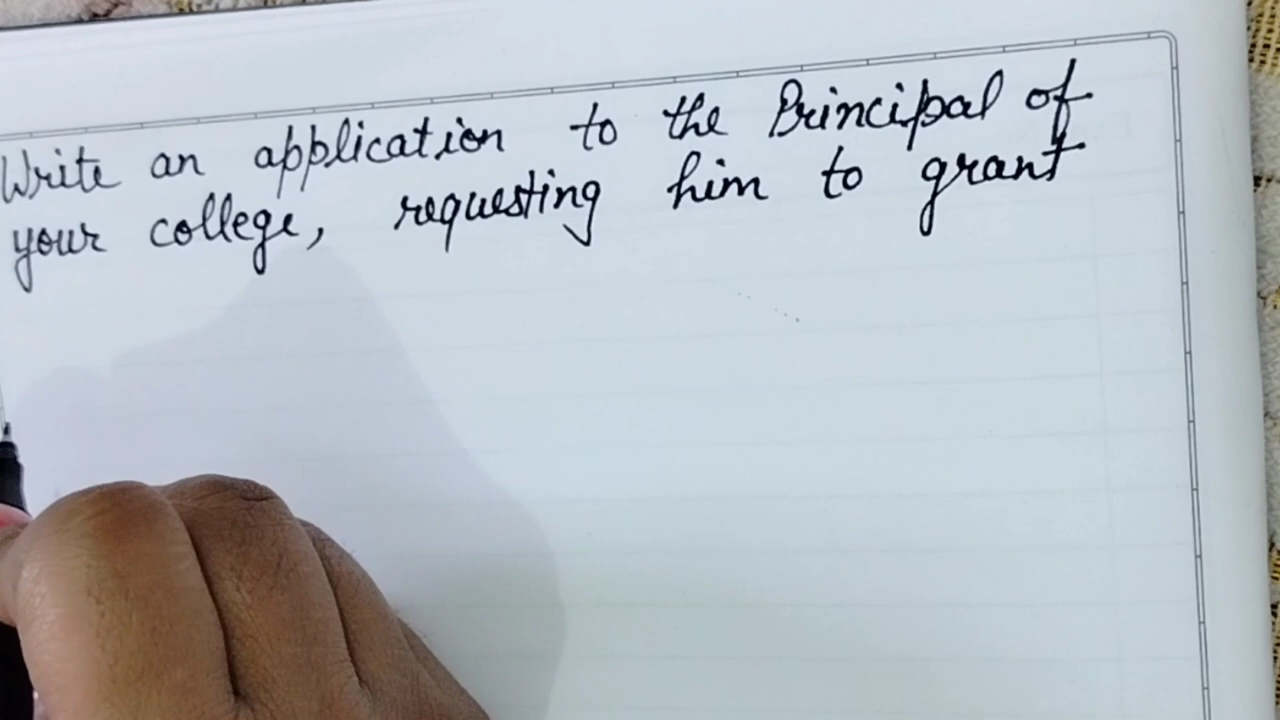 Write an application to the Principal of
your college, requesting him to grant